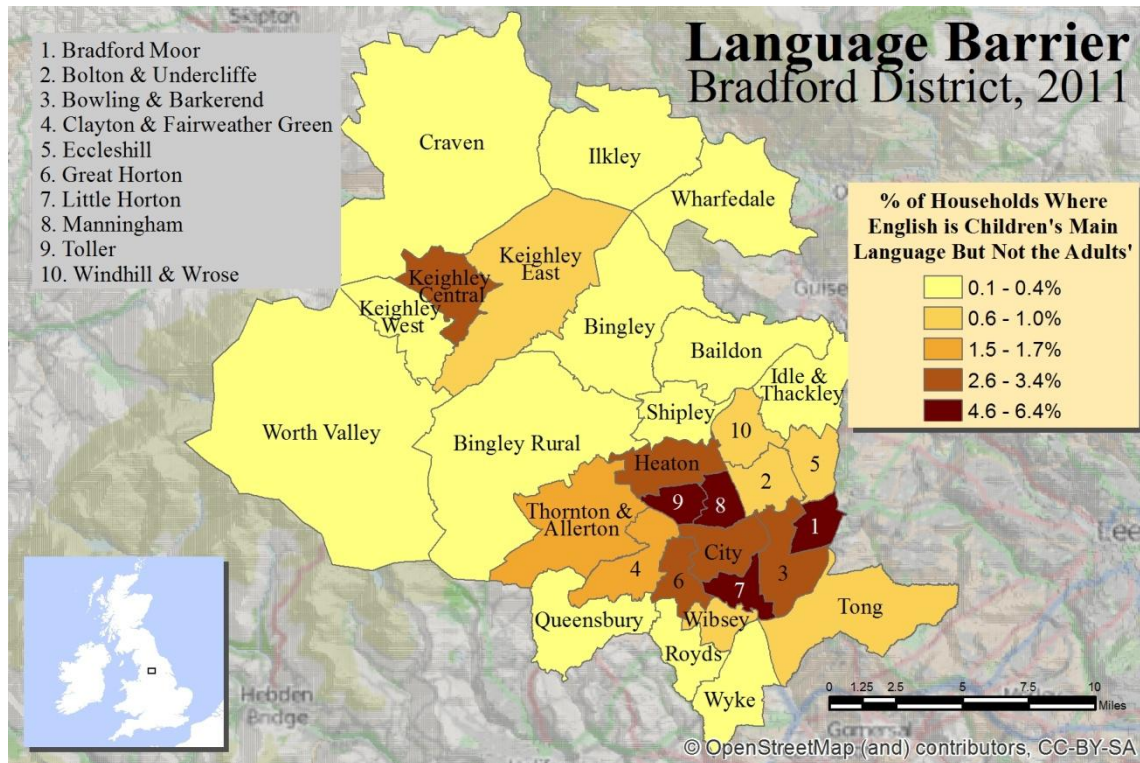 Language Barrier
Bradford District, 2011
1. Bradford Moor
2. Bolton & Undercliffe
3. Bowling & Barkerend
4. Clayton & Fairweather Green
5. Eccleshill
6. Great Horton
7. Little Horton
8. Manningham
9. Toller
10. Windhill & Wrose
% of Households Where
English is Children's Main
Language But Not the Adults'
0.1 - 0.4%
0.6 - 1.0%
1.5 - 1.7%
2.6 - 3.4%
4.6 - 6.4%
Skipton
Craven
Ilkley
Wharfedale
Keighley
East
Keighley
Central
Keighley
West
Guise
Bingley
Baildon
Idle &
Thackley
Shipley
Worth Valley
Bingley Rural
10
Heaton
2
5
9
8
Thornton &
Allerton
1
City
Lee
4
6
7
3
Queensbury
Wibsey
Tong
Royds
Wyke
Hebden
Bridge
0 1.25 2.5 5 7.5 10
Miles
Gomersal
© OpenStreetMap (and) contributors, CC-BY-SA